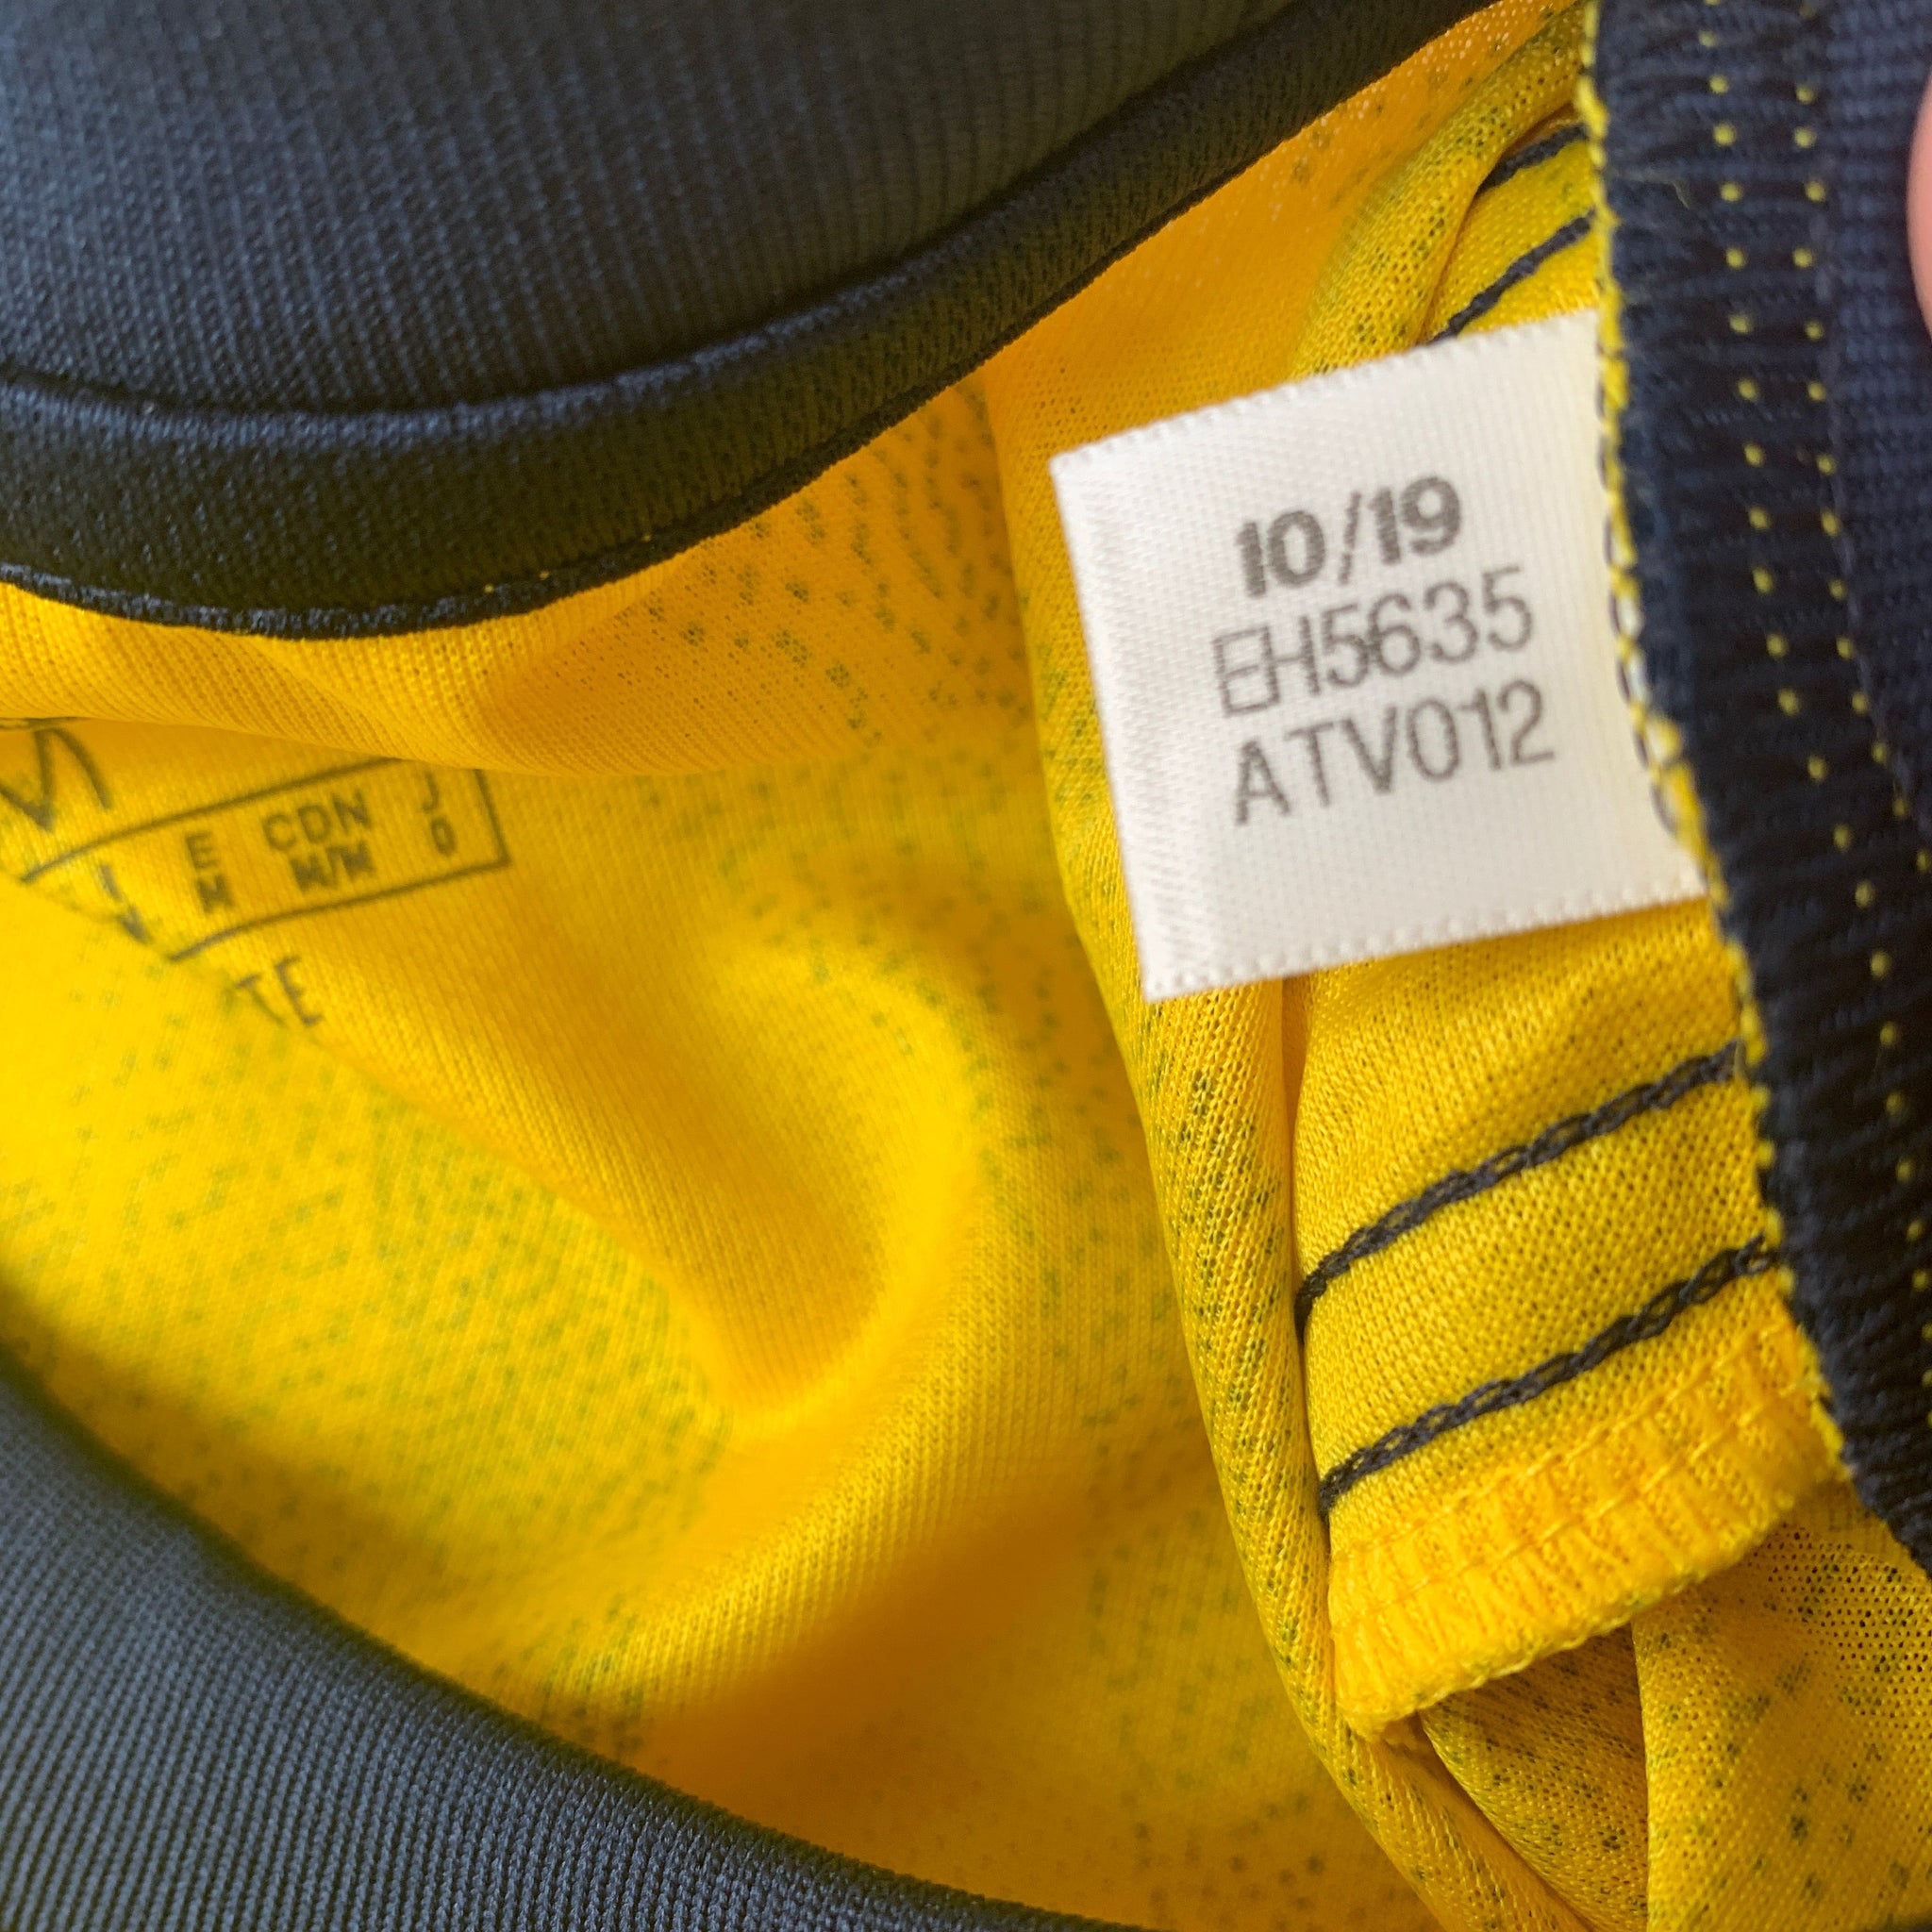 10/19
EH5635
ATV012
M
E CDN J
M M/M O
TE